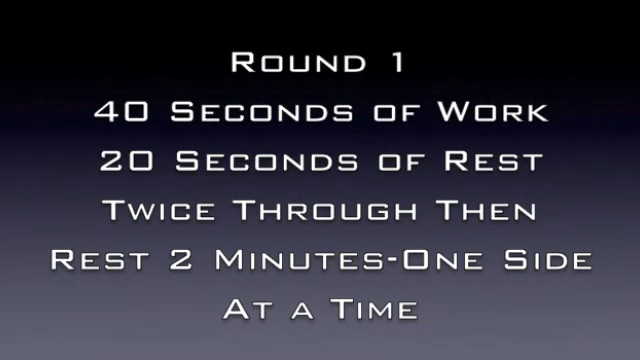 Round 1
40 Seconds of Work
20 Seconds of Rest
Twice Through Then
Rest 2 Minutes-One Side
At a Time